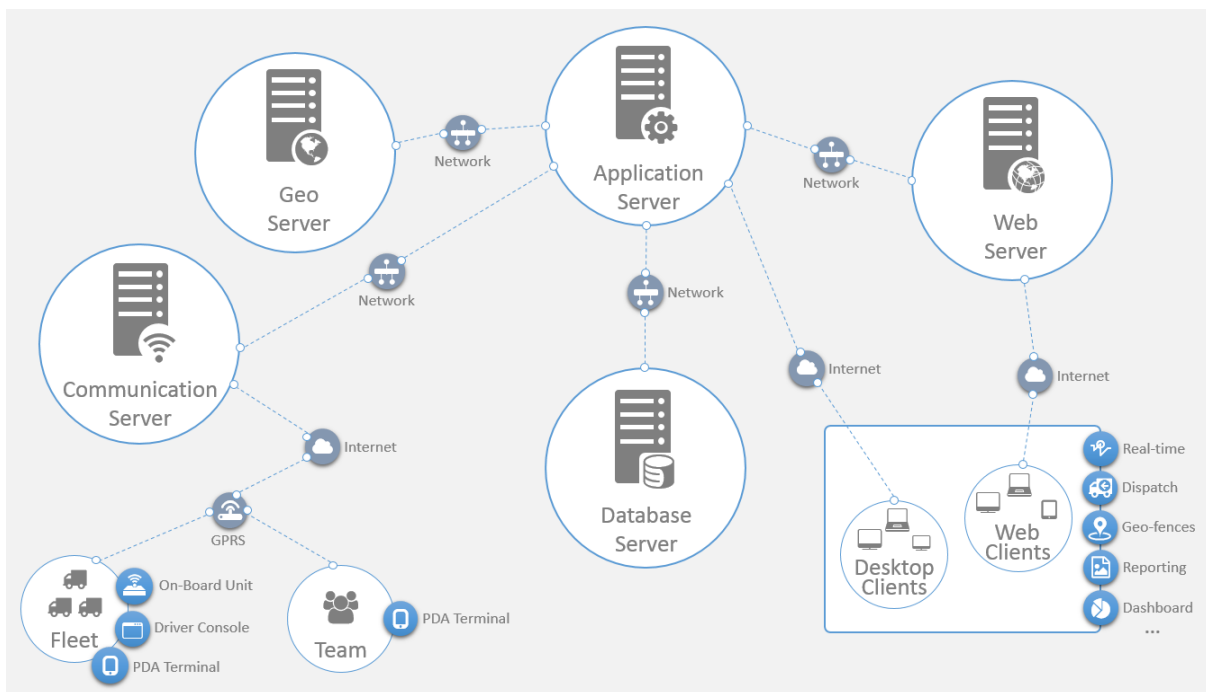 Geo
Server
Network
Application
Server
Network
Web
Server
Network
Network
Communication
Server
Internet
Internet
Internet
Database
Server
GPRS
Fleet
On-Board Unit
Driver Console
PDA Terminal
Team
PDA Terminal
Desktop
Clients
Web
Clients
Real-time
Dispatch
Geo-fences
Reporting
Dashboard
...